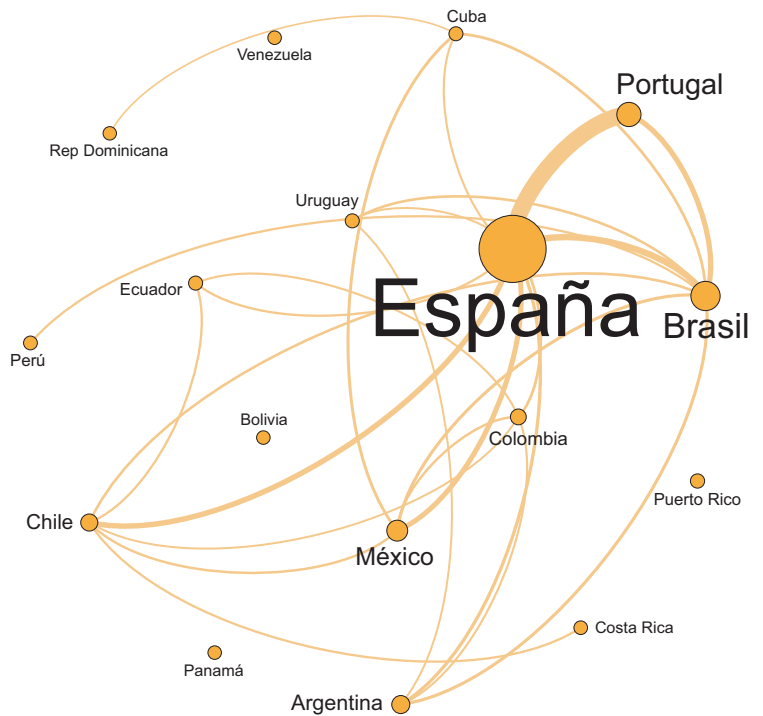 Cuba
Venezuela
Portugal
Rep Dominicana
Uruguay
Ecuador
España
Brasil
Perú
Bolivia
Colombia
Puerto Rico
Chile
México
Costa Rica
Panamá
Argentina